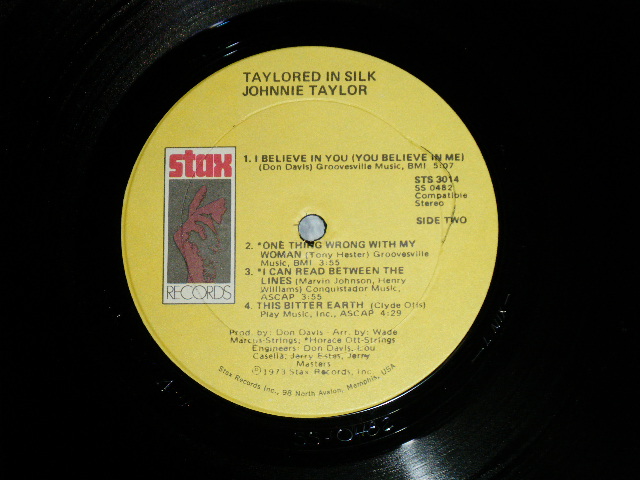 TAYLORED IN SILK
JOHNNIE TAYLOR
stax
RECORDS
1. I BELIEVE IN YOU (YOU BELIEVE IN ME)
(Don Davis) Groovesville Music, BMI 5:07
STS 3014
SS 0482
Compatible
Stereo
SIDE TWO
2. *ONE THING WRONG WITH MY
WOMAN (Tony Hester) Groovesville
Music, BMI 3:55
3. *I CAN READ BETWEEN THE
LINES (Marvin Johnson, Henry
Williams) Conquistador Music,
ASCAP 3:55
4. THIS BITTER EARTH (Clyde Otis)
Play Music, Inc., ASCAP 4:29
Prod. by: Don Davis - Arr. by: Wade
Marcus-Strings; *Horace Ott-Strings
Engineers: Don Davis, Lou
Casella, Jerry Estes, Jerry
Masters
Ⓟ1973 Stax Records, Inc.
Stax Records Inc., 98 North Avalon, Memphis, USA